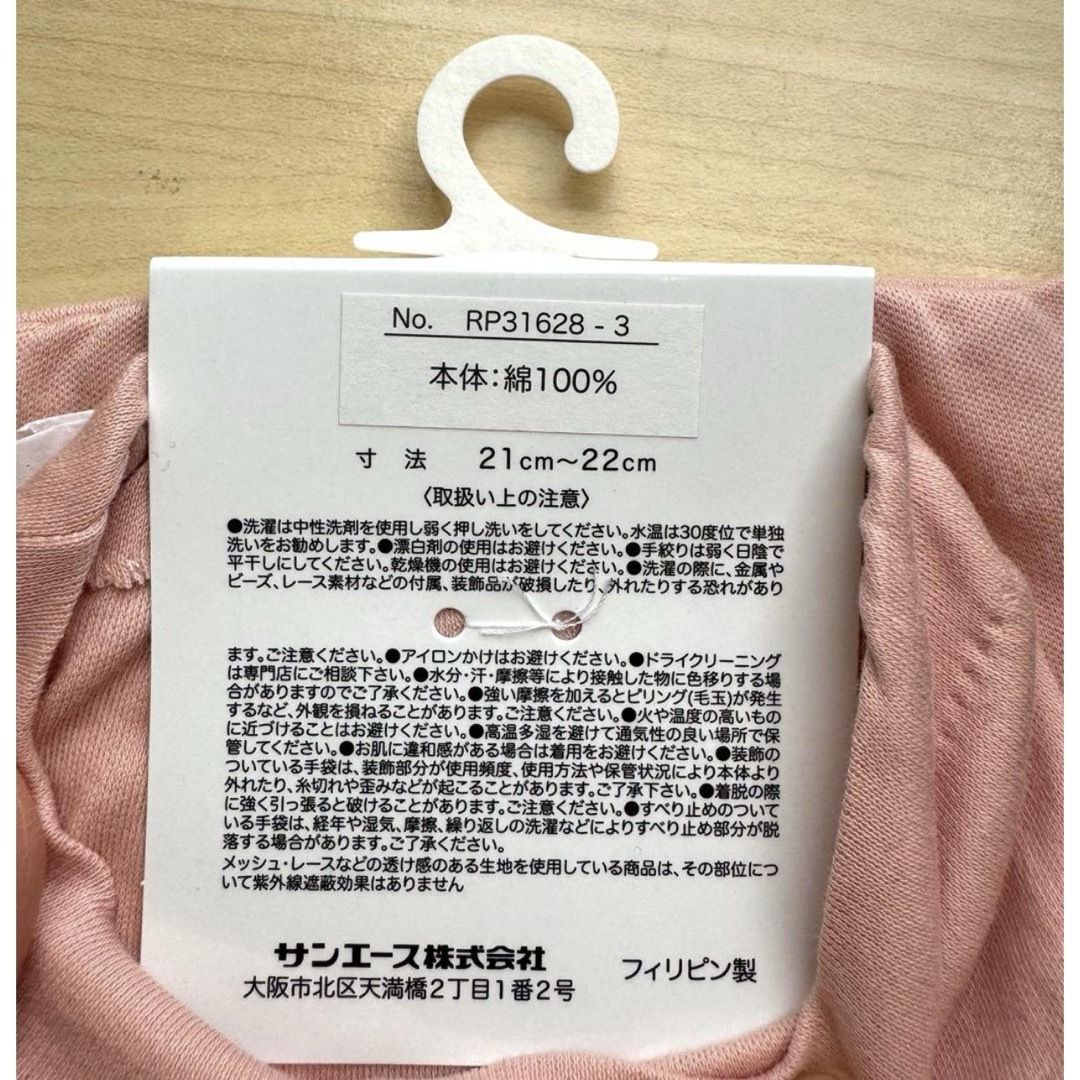 No. RP31628 - 3
本体:綿100%
寸 法 21cm〜22cm
〈取扱い上の注意〉
●洗濯は中性洗剤を使用し弱く押し洗いをしてください。水温は30度位で単独
洗いをお勧めします。●漂白剤の使用はお避けください。●手絞りは弱く日陰で
平干しにしてください。乾燥機の使用はお避けください。●洗濯の際に、金属や
ビーズ、レース素材などの付属、装飾品が破損したり、外れたりする恐れがあり
ます。ご注意ください。●アイロンかけはお避けください。●ドライクリーニング
は専門店にご相談下さい。●水分・汗・摩擦等により接触した物に色移りする場
合がありますのでご了承ください。●強い摩擦を加えるとピリング(毛玉)が発生
するなど、外観を損ねることがあります。ご注意ください。●火や温度の高いもの
に近づけることはお避けください。●高温多湿を避けて通気性の良い場所で保
管してください。●お肌に違和感がある場合は着用をお避けください。●装飾の
ついている手袋は、装飾部分が使用頻度、使用方法や保管状況により本体より
外れたり、糸切れや歪みなどが起こることがあります。ご了承下さい。●着脱の際
に強く引っ張ると破けることがあります。ご注意ください。●すべり止めのついて
いる手袋は、経年や湿気、摩擦、繰り返しの洗濯などによりすべり止め部分が脱
落する場合があります。ご了承ください。
メッシュ・レースなどの透け感のある生地を使用している商品は、その部位につ
いて紫外線遮蔽効果はありません
サンエース株式会社
大阪市北区天満橋2丁目1番2号
フィリピン製